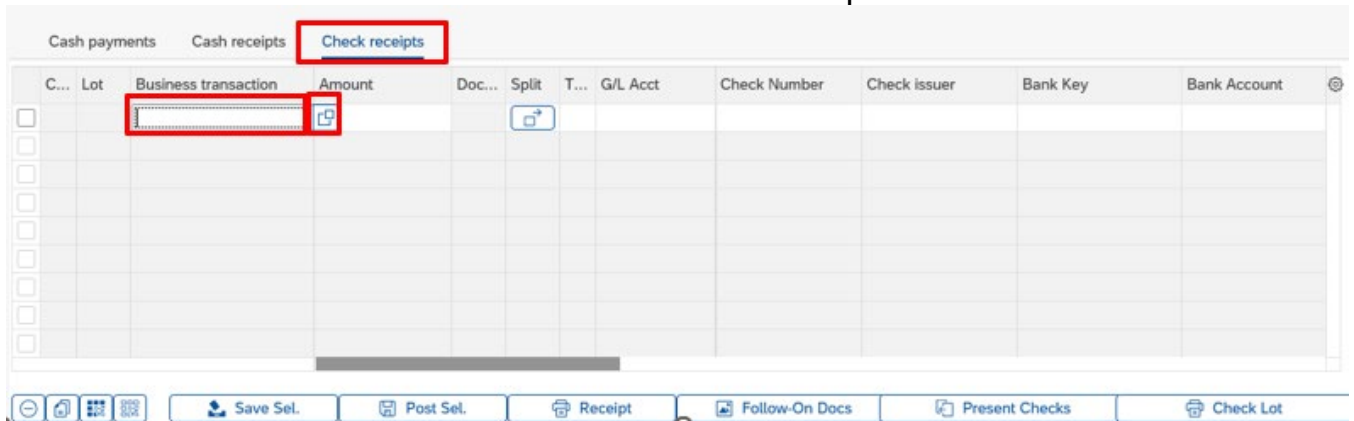 Cash payments Cash receipts Check receipts
C... Lot Business transaction Amount Doc... Split T... G/L Acct Check Number Check issuer Bank Key Bank Account
Save Sel. Post Sel. Receipt Follow-On Docs Present Checks Check Lot